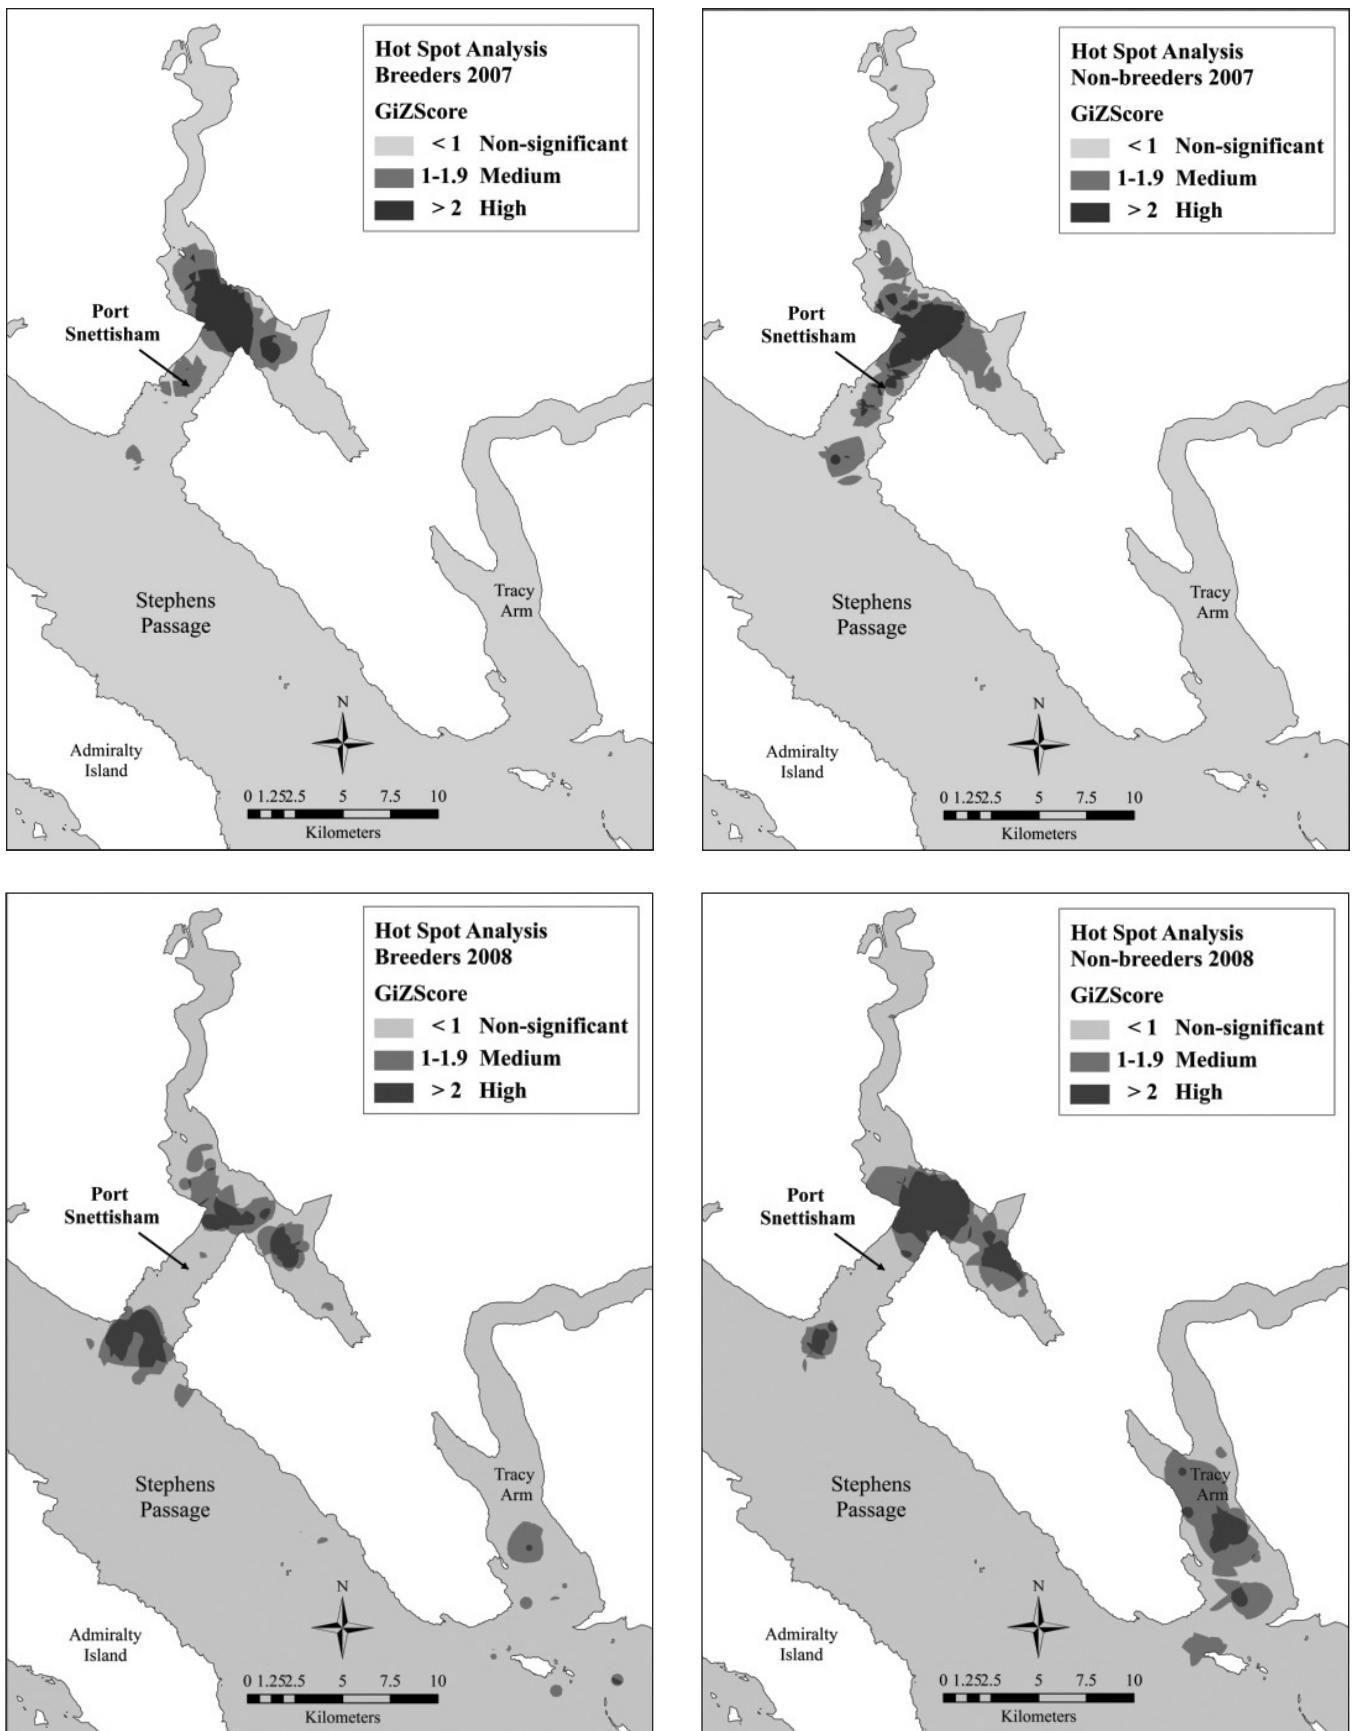 Hot Spot Analysis
Breeders 2007
GiZScore
< 1 Non-significant
1-1.9 Medium
> 2 High
Port
Snettisham
Tracy
Arm
Stephens
Passage
N
Admiralty
Island
0 1.252.5 5 7.5 10
Kilometers
Hot Spot Analysis
Non-breeders 2007
GiZScore
< 1 Non-significant
1-1.9 Medium
> 2 High
Port
Snettisham
Tracy
Arm
Stephens
Passage
N
Admiralty
Island
0 1.252.5 5 7.5 10
Kilometers
Hot Spot Analysis
Breeders 2008
GiZScore
< 1 Non-significant
1-1.9 Medium
> 2 High
Port
Snettisham
Tracy
Arm
Stephens
Passage
N
Admiralty
Island
0 1.252.5 5 7.5 10
Kilometers
Hot Spot Analysis
Non-breeders 2008
GiZScore
< 1 Non-significant
1-1.9 Medium
> 2 High
Port
Snettisham
Tracy
Arm
Stephens
Passage
N
Admiralty
Island
0 1.252.5 5 7.5 10
Kilometers